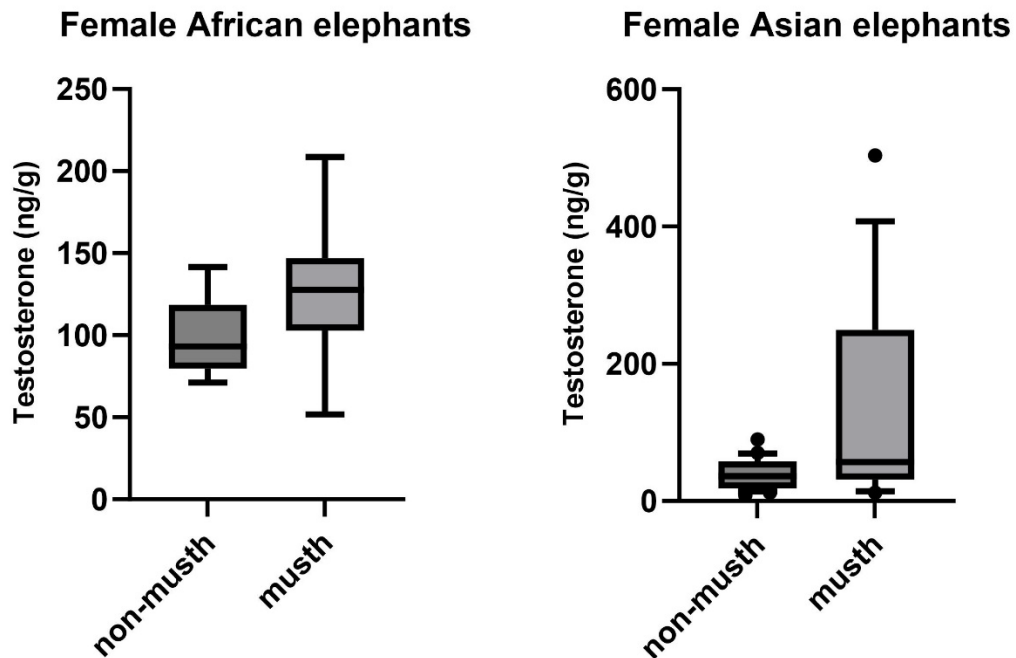 Female African elephants
Testosterone (ng/g)
250
200
150
100
50
0
non-musth
musth
Female Asian elephants
Testosterone (ng/g)
600
400
200
0
non-musth
musth